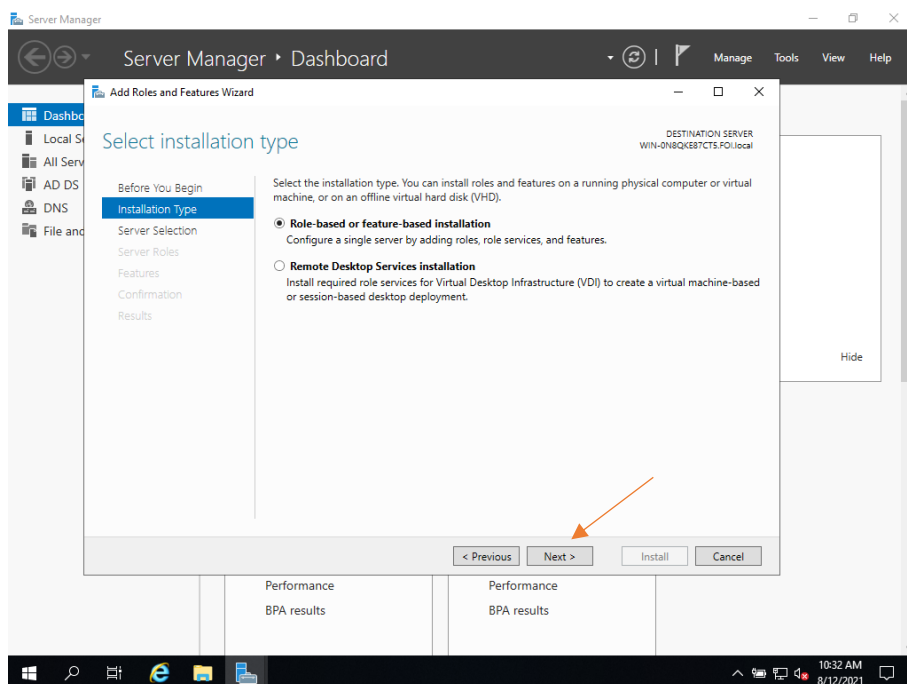 Server Manager
Server Manager • Dashboard
Manage Tools View Help
Add Roles and Features Wizard
Dashbo
Local Se
All Serv
AD DS
DNS
File and
Select installation type
DESTINATION SERVER
WIN-0N8QKE87CTS.FOI.local
Before You Begin
Installation Type
Server Selection
Server Roles
Features
Confirmation
Results
Select the installation type. You can install roles and features on a running physical computer or virtual
machine, or on an offline virtual hard disk (VHD).
Role-based or feature-based installation
Configure a single server by adding roles, role services, and features.
Remote Desktop Services installation
Install required role services for Virtual Desktop Infrastructure (VDI) to create a virtual machine-based
or session-based desktop deployment.
Hide
< Previous Next > Install Cancel
Performance Performance
BPA results BPA results
10:32 AM
8/12/2021